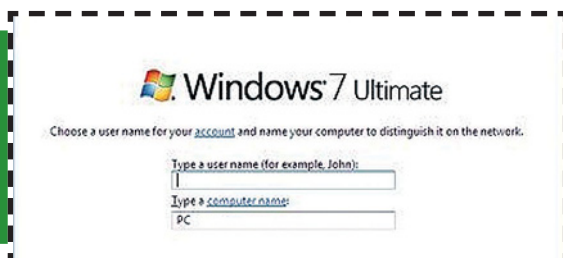 Windows 7 Ultimate
Choose a user name for your account and name your computer to distinguish it on the network.
Type a user name (for example, John):
Type a computer name:
PC